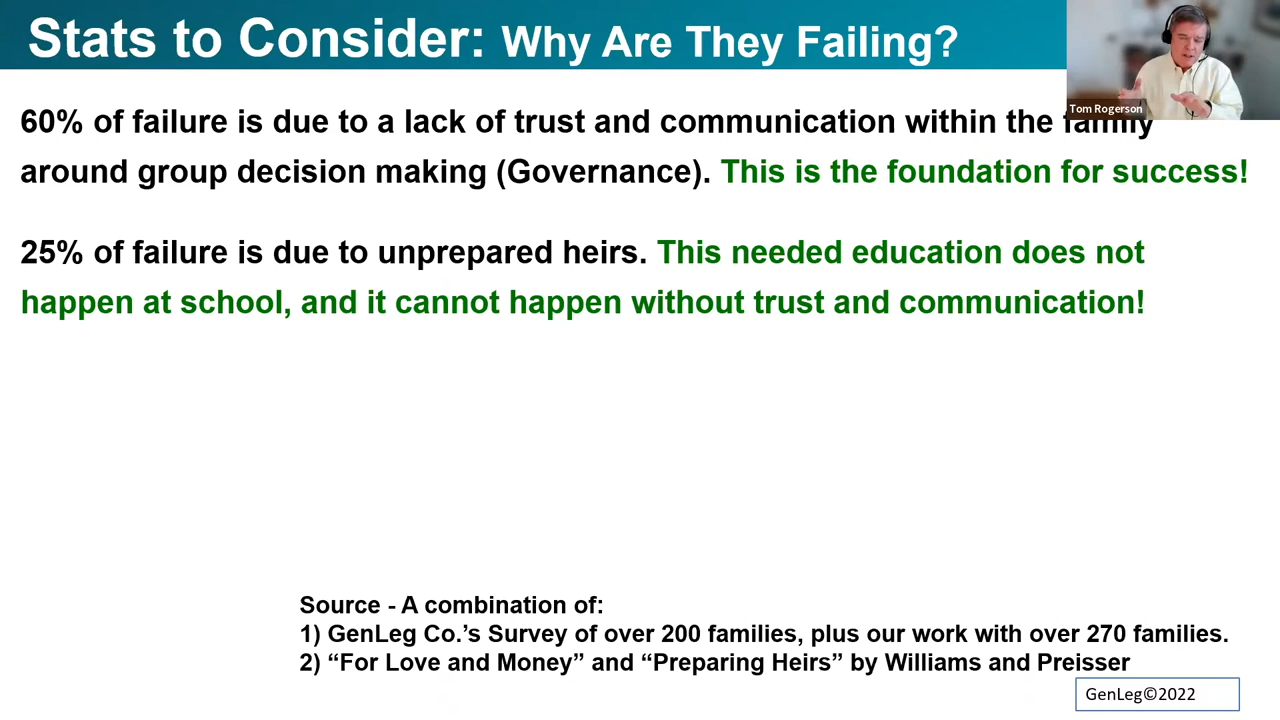 Stats to Consider: Why Are They Failing?
Tom Rogerson
60% of failure is due to a lack of trust and communication within the family
around group decision making (Governance). This is the foundation for success!
25% of failure is due to unprepared heirs. This needed education does not
happen at school, and it cannot happen without trust and communication!
Source - A combination of:
1) GenLeg Co.’s Survey of over 200 families, plus our work with over 270 families.
2) “For Love and Money” and “Preparing Heirs” by Williams and Preisser
GenLeg©2022